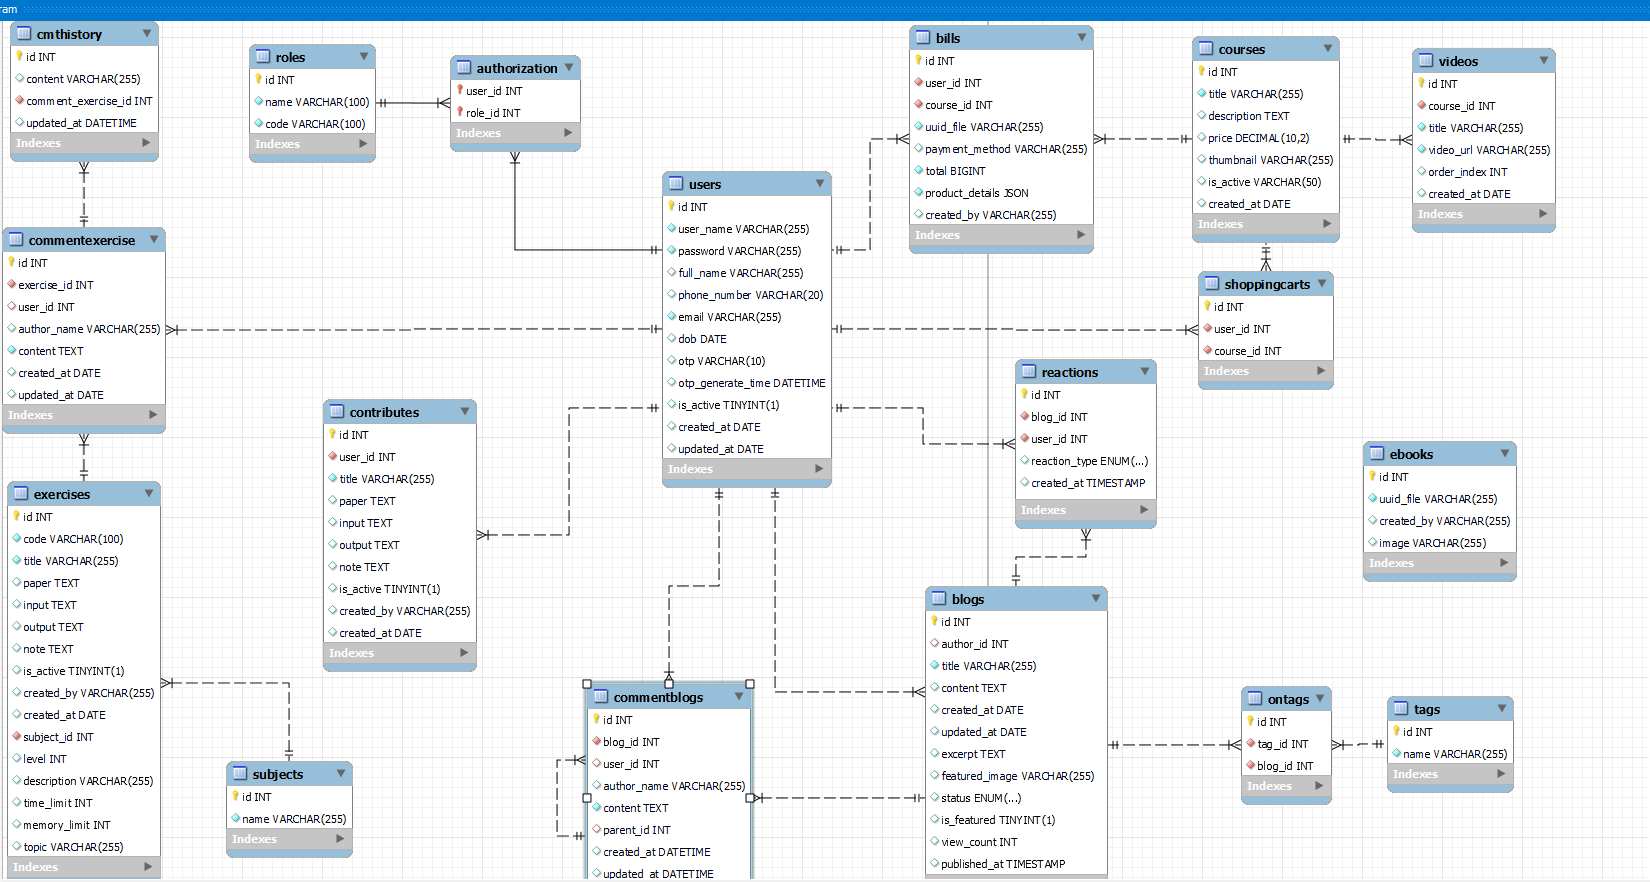 ram
cmthistory
id INT
content VARCHAR(255)
comment_exercise_id INT
updated_at DATETIME
Indexes
roles
id INT
name VARCHAR(100)
code VARCHAR(100)
Indexes
authorization
user_id INT
role_id INT
Indexes
bills
id INT
user_id INT
course_id INT
uuid_file VARCHAR(255)
payment_method VARCHAR(255)
total BIGINT
product_details JSON
created_by VARCHAR(255)
Indexes
courses
id INT
title VARCHAR(255)
description TEXT
price DECIMAL(10,2)
thumbnail VARCHAR(255)
is_active VARCHAR(50)
created_at DATE
Indexes
videos
id INT
course_id INT
title VARCHAR(255)
video_url VARCHAR(255)
order_index INT
created_at DATE
Indexes
users
id INT
user_name VARCHAR(255)
password VARCHAR(255)
full_name VARCHAR(255)
phone_number VARCHAR(20)
email VARCHAR(255)
dob DATE
otp VARCHAR(10)
otp_generate_time DATETIME
is_active TINYINT(1)
created_at DATE
updated_at DATE
Indexes
commentexercise
id INT
exercise_id INT
user_id INT
author_name VARCHAR(255)
content TEXT
created_at DATE
updated_at DATE
Indexes
shoppingcarts
id INT
user_id INT
course_id INT
Indexes
reactions
id INT
blog_id INT
user_id INT
reaction_type ENUM(...)
created_at TIMESTAMP
Indexes
contributes
id INT
user_id INT
title VARCHAR(255)
paper TEXT
input TEXT
output TEXT
note TEXT
is_active TINYINT(1)
created_by VARCHAR(255)
created_at DATE
Indexes
ebooks
id INT
uuid_file VARCHAR(255)
created_by VARCHAR(255)
image VARCHAR(255)
Indexes
exercises
id INT
code VARCHAR(100)
title VARCHAR(255)
paper TEXT
input TEXT
output TEXT
note TEXT
is_active TINYINT(1)
created_by VARCHAR(255)
created_at DATE
subject_id INT
level INT
description VARCHAR(255)
time_limit INT
memory_limit INT
topic VARCHAR(255)
Indexes
subjects
id INT
name VARCHAR(255)
Indexes
commentblogs
id INT
blog_id INT
user_id INT
author_name VARCHAR(255)
content TEXT
parent_id INT
created_at DATETIME
updated_at DATETIME
blogs
id INT
author_id INT
title VARCHAR(255)
content TEXT
created_at DATE
updated_at DATE
excerpt TEXT
featured_image VARCHAR(255)
status ENUM(...)
is_featured TINYINT(1)
view_count INT
published_at TIMESTAMP
ontags
id INT
tag_id INT
blog_id INT
Indexes
tags
id INT
name VARCHAR(255)
Indexes